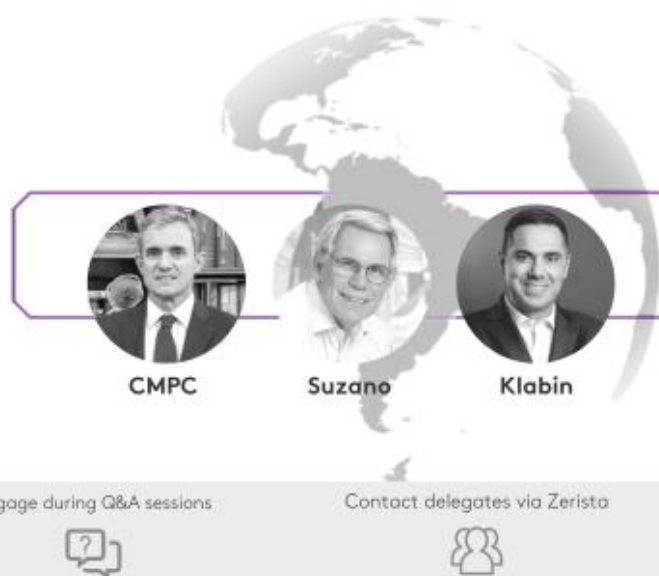 CMPC
Suzano
Klabin
gage during Q&A sessions
Contact delegates via Zerista
?